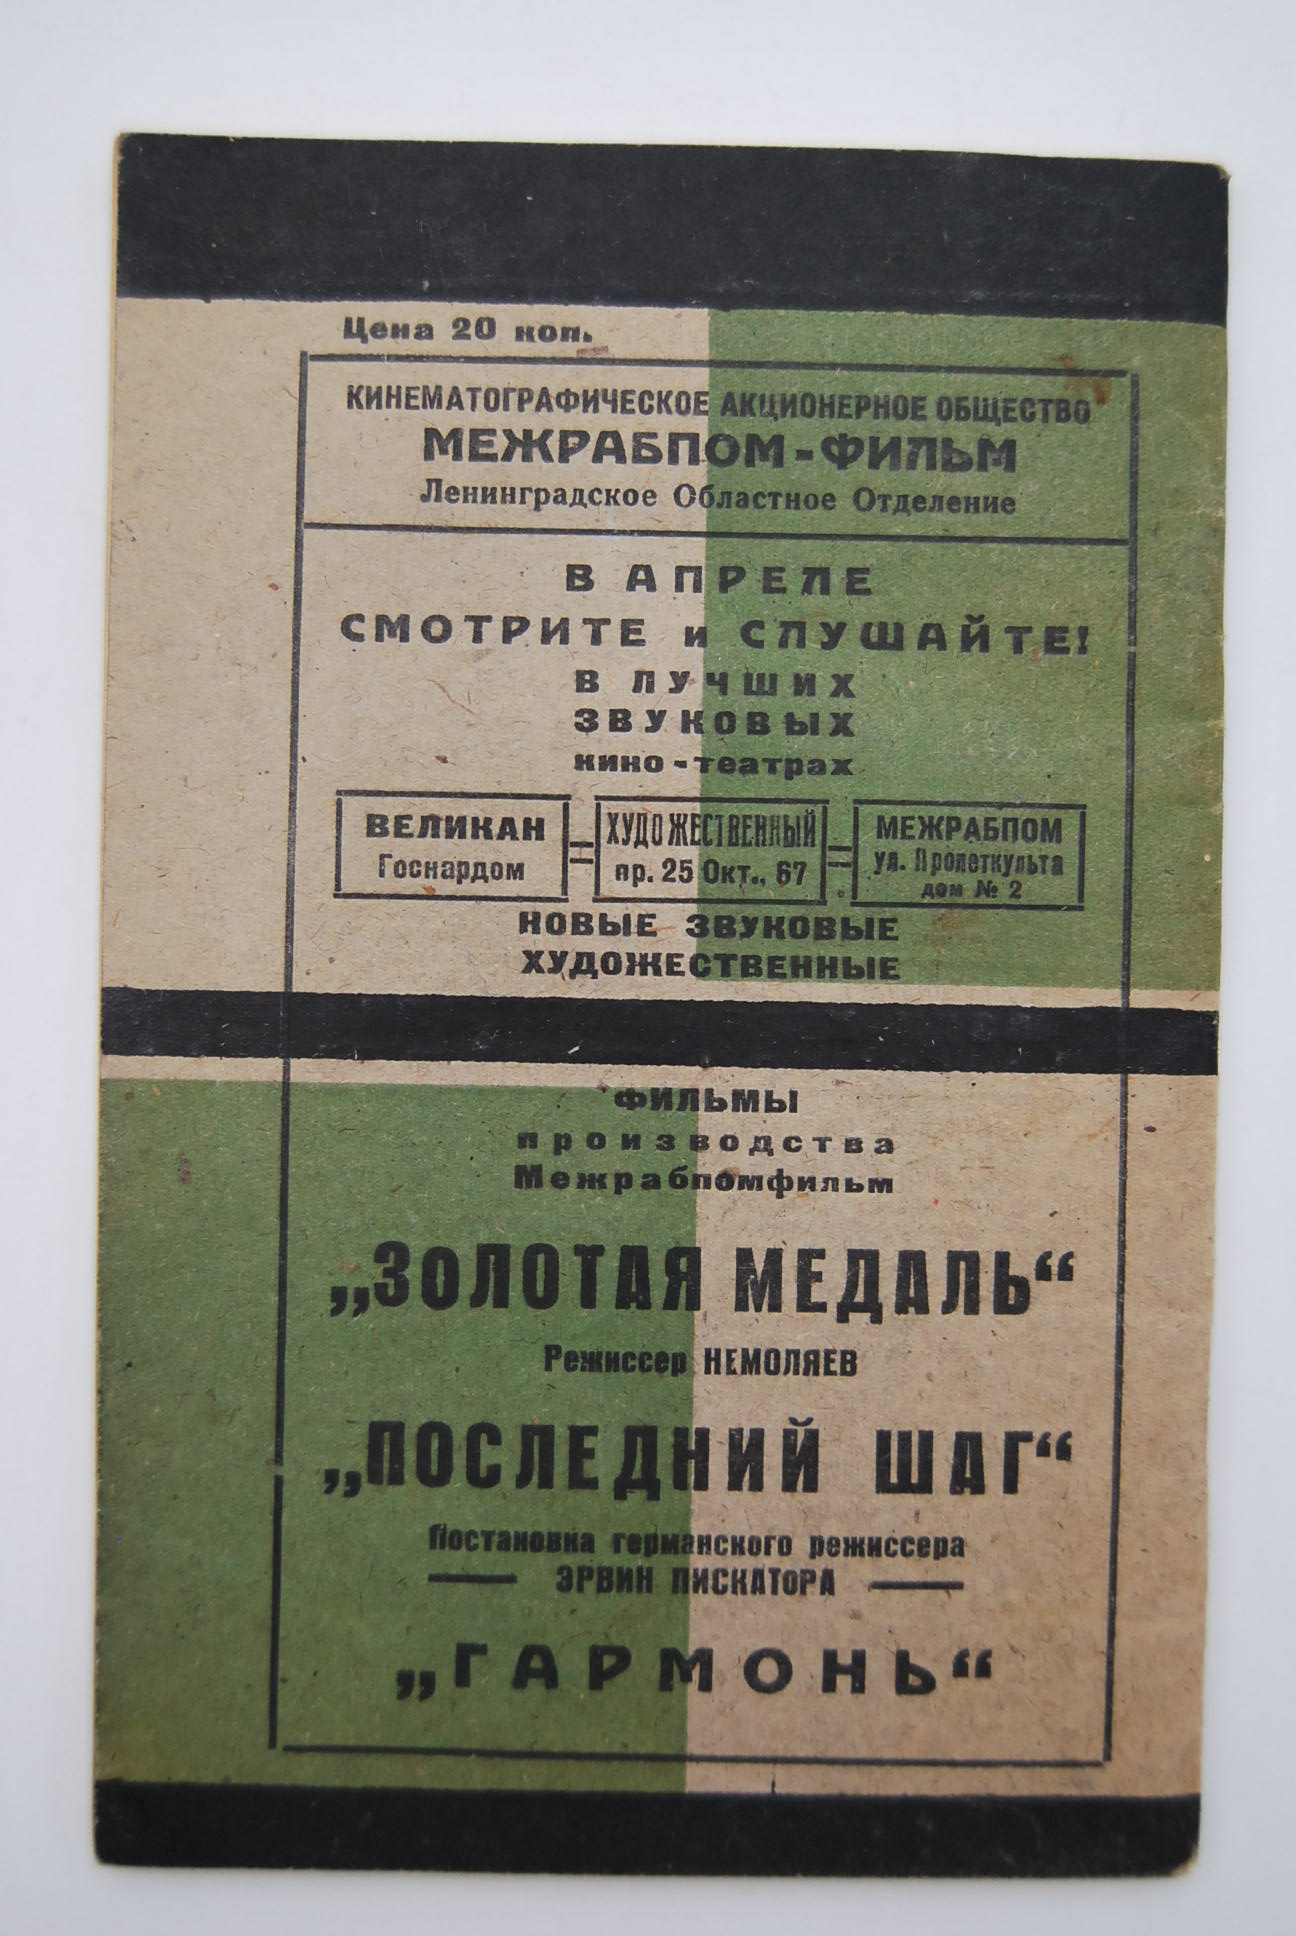 Цена 20 коп.
КИНЕМАТОГРАФИЧЕСКОЕ АКЦИОНЕРНОЕ ОБЩЕСТВО
МЕЖРАБПОМ-ФИЛЬМ
Ленинградское Областное Отделение
В АПРЕЛЕ
СМОТРИТЕ и СЛУШАЙТЕ!
В ЛУЧШИХ
ЗВУКОВЫХ
кино-театрах
ВЕЛИКАН
Госнардом
ХУДОЖЕСТВЕННЫЙ
пр. 25 Окт., 67
МЕЖРАБПОМ
ул. Пролеткульта
дом № 2
НОВЫЕ ЗВУКОВЫЕ
ХУДОЖЕСТВЕННЫЕ
ФИЛЬМЫ
производства
Межрабпомфильм
„ЗОЛОТАЯ МЕДАЛЬ“
Режиссер НЕМОЛЯЕВ
„ПОСЛЕДНИЙ ШАГ“
Постановка германского режиссера
ЭРВИН ПИСКАТОРА
„ГАРМОНЬ“